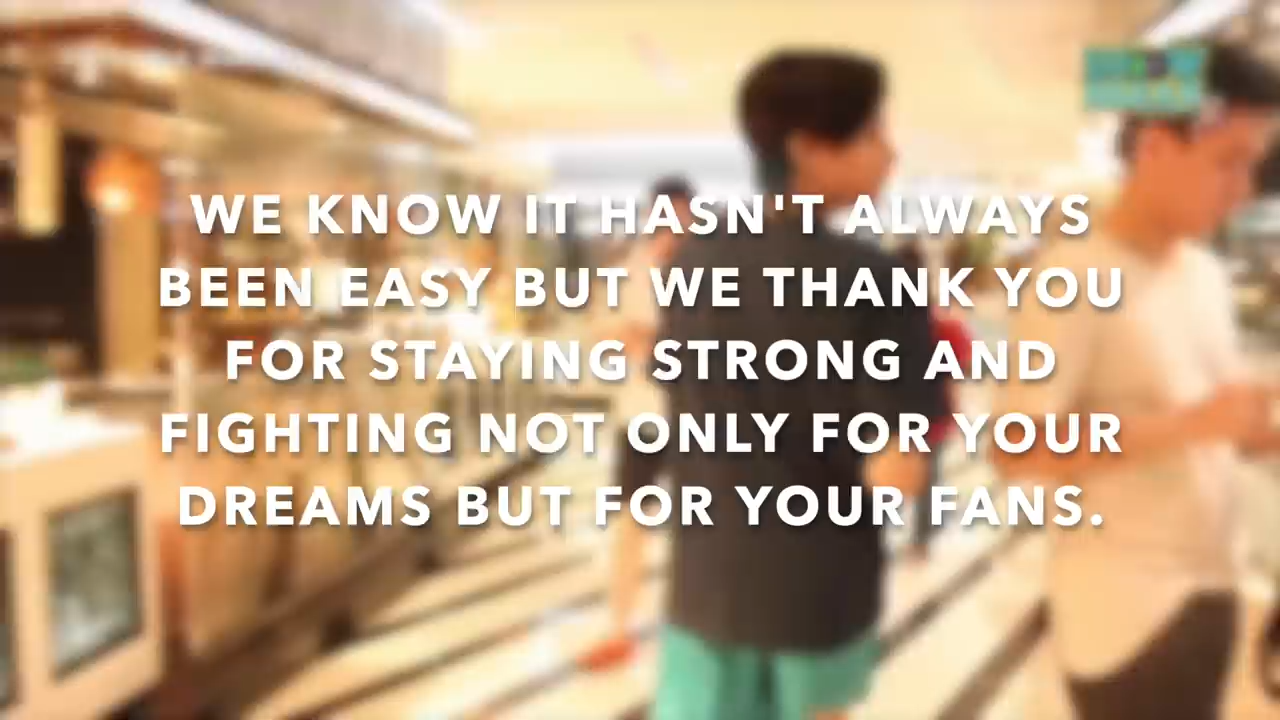 WE KNOW IT HASN'T ALWAYS
BEEN EASY BUT WE THANK YOU
FOR STAYING STRONG AND
FIGHTING NOT ONLY FOR YOUR
DREAMS BUT FOR YOUR FANS.